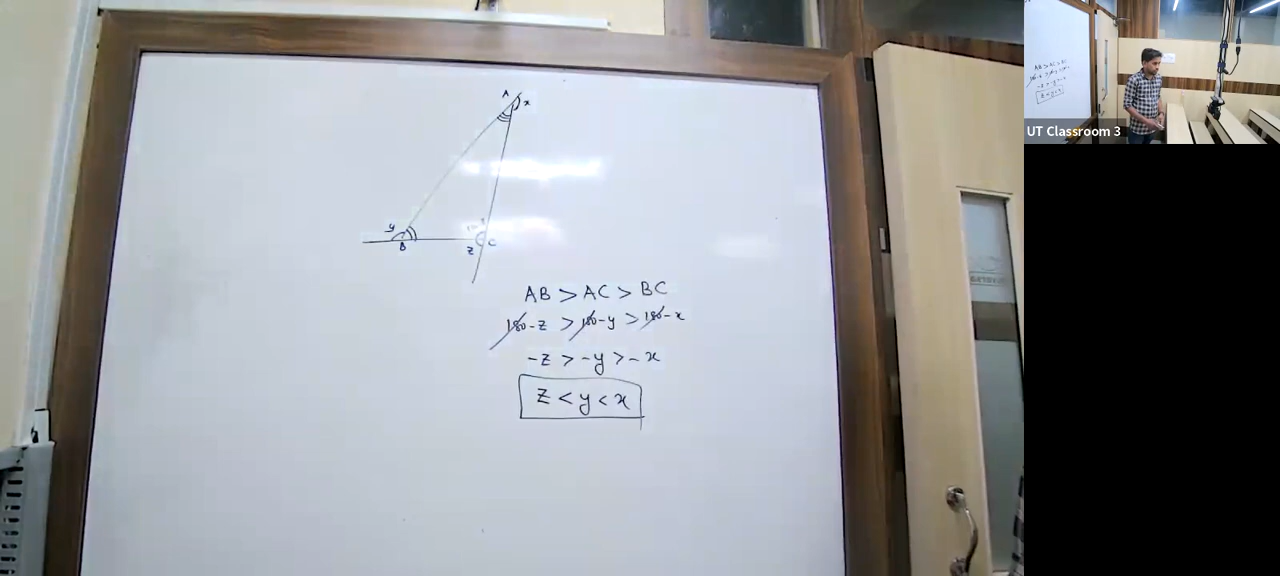 A
x
y
B
z
C
AB > AC > BC
180-z > 180-y > 180-x
-z > -y > -x
z < y < x
UT Classroom 3